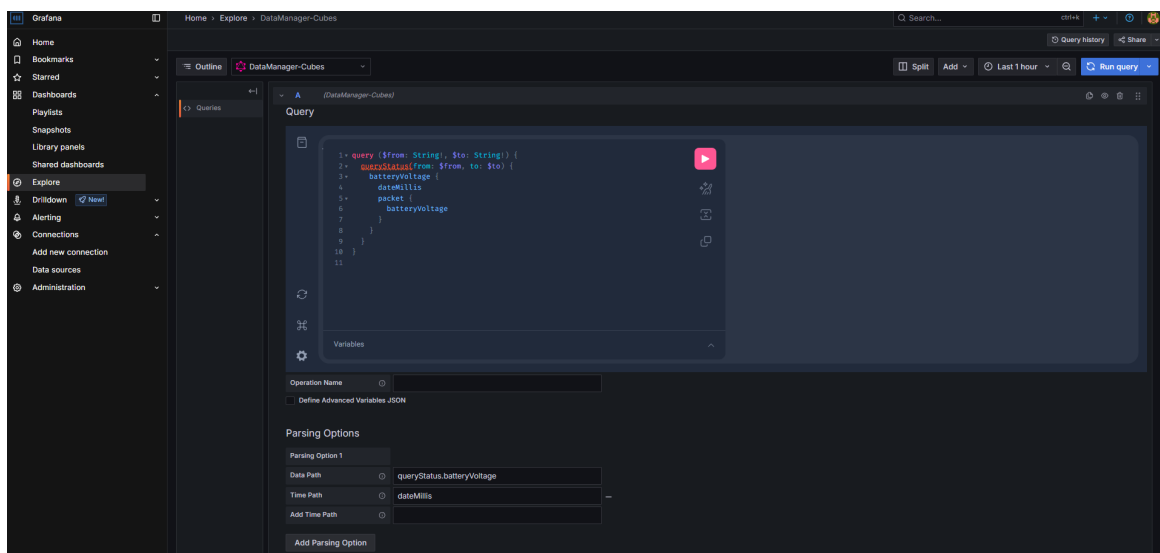 Grafana
Home › Explore › DataManager-Cubes
Search...
ctrl+k
Home
Bookmarks
Starred
Dashboards
Playlists
Snapshots
Library panels
Shared dashboards
Explore
Drilldown New!
Alerting
Connections
Add new connection
Data sources
Administration
Query history
Share
Outline
DataManager-Cubes
Split
Add
Last 1 hour
Run query
Queries
A (DataManager-Cubes)
Query
1 query ($from: String!, $to: String!) {
2 queryStatus(from: $from, to: $to) {
3 batteryVoltage {
4 dateMillis
5 packet {
6 batteryVoltage
7 }
8 }
9 }
10 }
11
Variables
Operation Name
Define Advanced Variables JSON
Parsing Options
Parsing Option 1
Data Path queryStatus.batteryVoltage
Time Path dateMillis
Add Time Path
Add Parsing Option